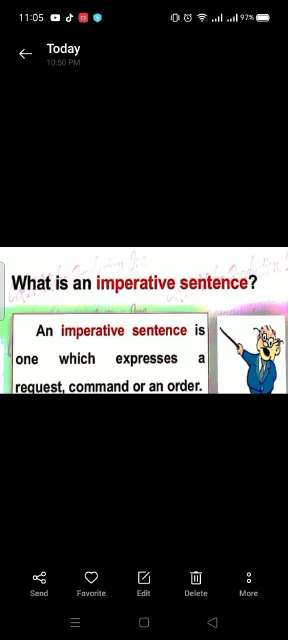 11:05
97%
Today
10:50 PM
What is an imperative sentence?
An imperative sentence is
one which expresses a
request, command or an order.
Send Favorite Edit Delete More